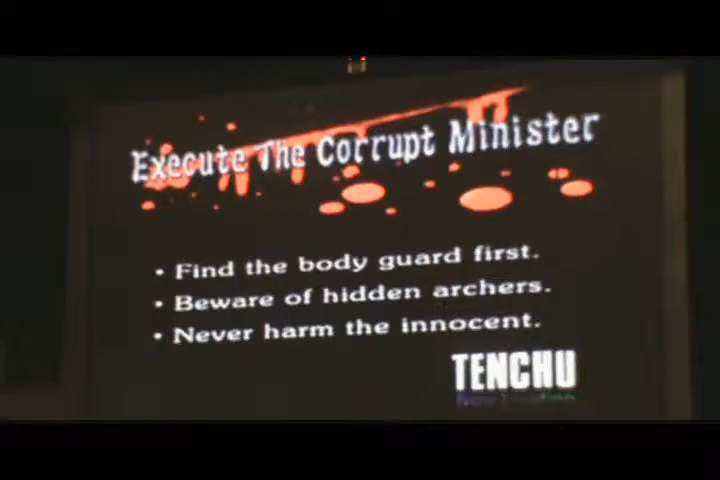 Execute The Corrupt Minister
• Find the body guard first.
• Beware of hidden archers.
• Never harm the innocent.
TENCHU